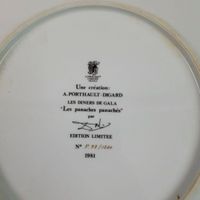 Une création:
A. PORTHAULT-DIGARD
LES DINERS DE GALA
"Les panaches panachés"
par
EDITION LIMITEE
N°
1981